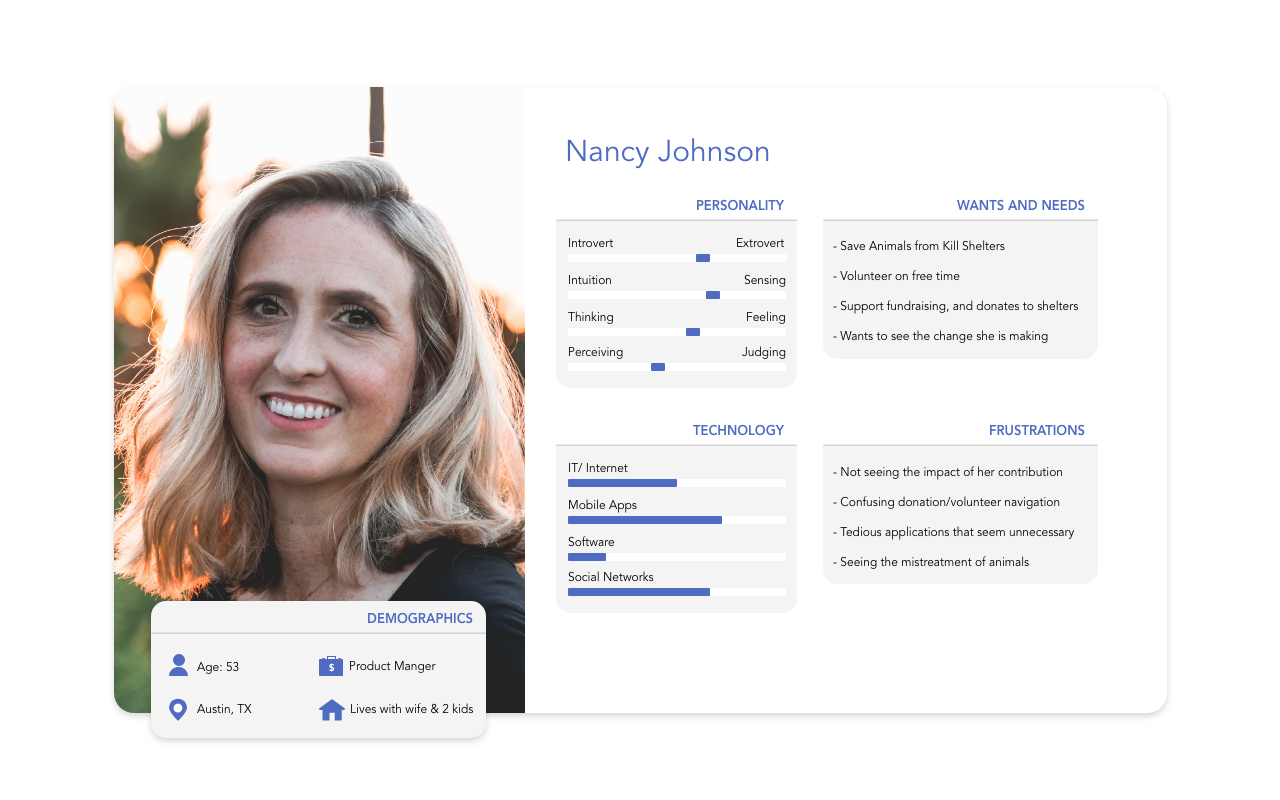 Nancy Johnson
PERSONALITY
Introvert Extrovert
Intuition Sensing
Thinking Feeling
Perceiving Judging
WANTS AND NEEDS
- Save Animals from Kill Shelters
- Volunteer on free time
- Support fundraising, and donates to shelters
- Wants to see the change she is making
TECHNOLOGY
IT/ Internet
Mobile Apps
Software
Social Networks
FRUSTRATIONS
- Not seeing the impact of her contribution
- Confusing donation/volunteer navigation
- Tedious applications that seem unnecessary
- Seeing the mistreatment of animals
DEMOGRAPHICS
Age: 53
$ Product Manger
Austin, TX
Lives with wife & 2 kids